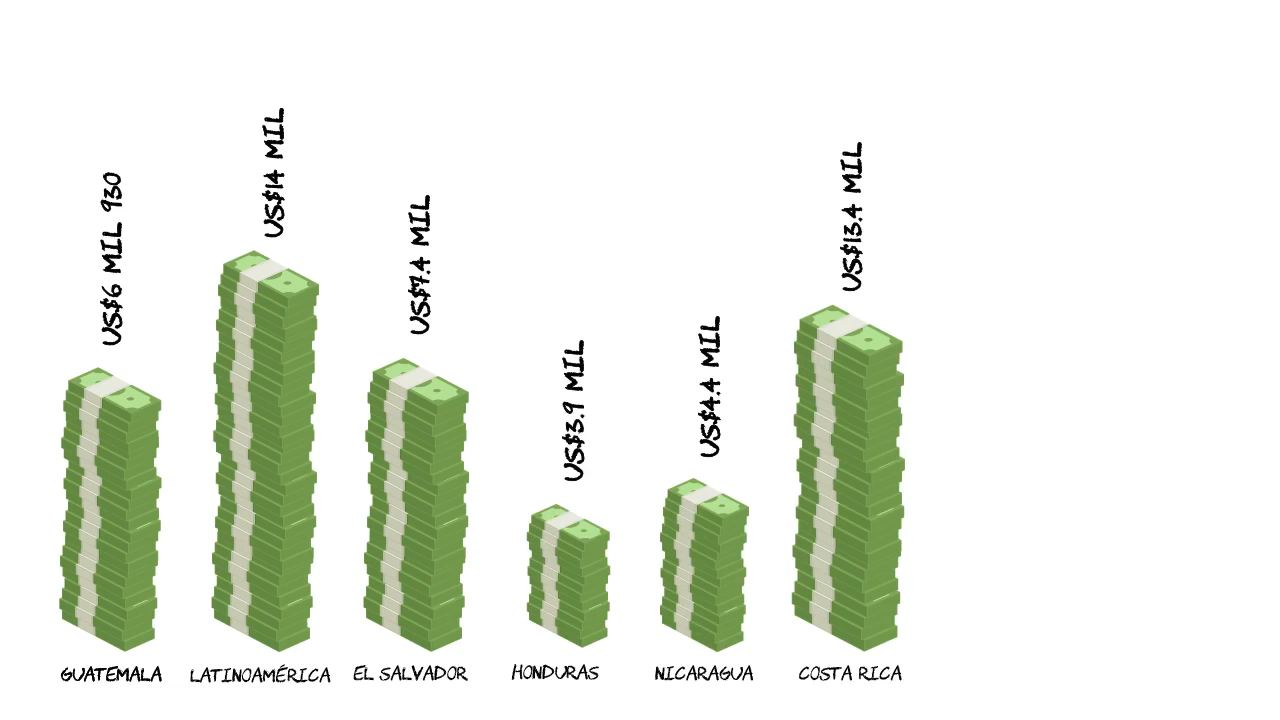 US$6 MIL 930
US$14 MIL
US$7.4 MIL
US$3.9 MIL
US$4.4 MIL
US$13.4 MIL
GUATEMALA
LATINOAMÉRICA
EL SALVADOR
HONDURAS
NICARAGUA
COSTA RICA